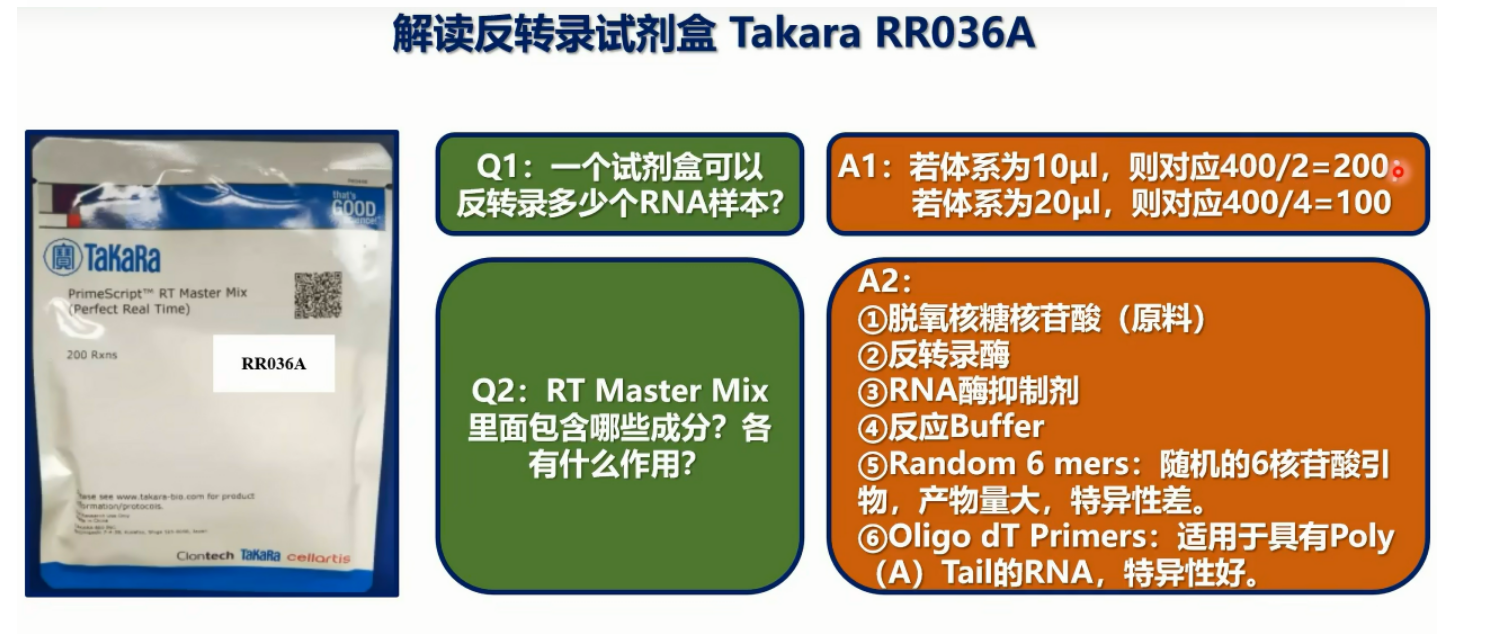 解读反转录试剂盒 Takara RR036A
that's
GOOD
science!
TaKaRa
PrimeScript™ RT Master Mix
(Perfect Real Time)
200 Rxns
RR036A
please see www.takara-bio.com for product
information/protocols.
Clontech TaKaRa cellartis
Q1：一个试剂盒可以
反转录多少个RNA样本？
A1：若体系为10μl，则对应400/2=200。
若体系为20μl，则对应400/4=100
Q2：RT Master Mix
里面包含哪些成分？各
有什么作用？
A2：
①脱氧核糖核苷酸（原料）
②反转录酶
③RNA酶抑制剂
④反应Buffer
⑤Random 6 mers：随机的6核苷酸引
物，产物量大，特异性差。
⑥Oligo dT Primers：适用于具有Poly
（A）Tail的RNA，特异性好。